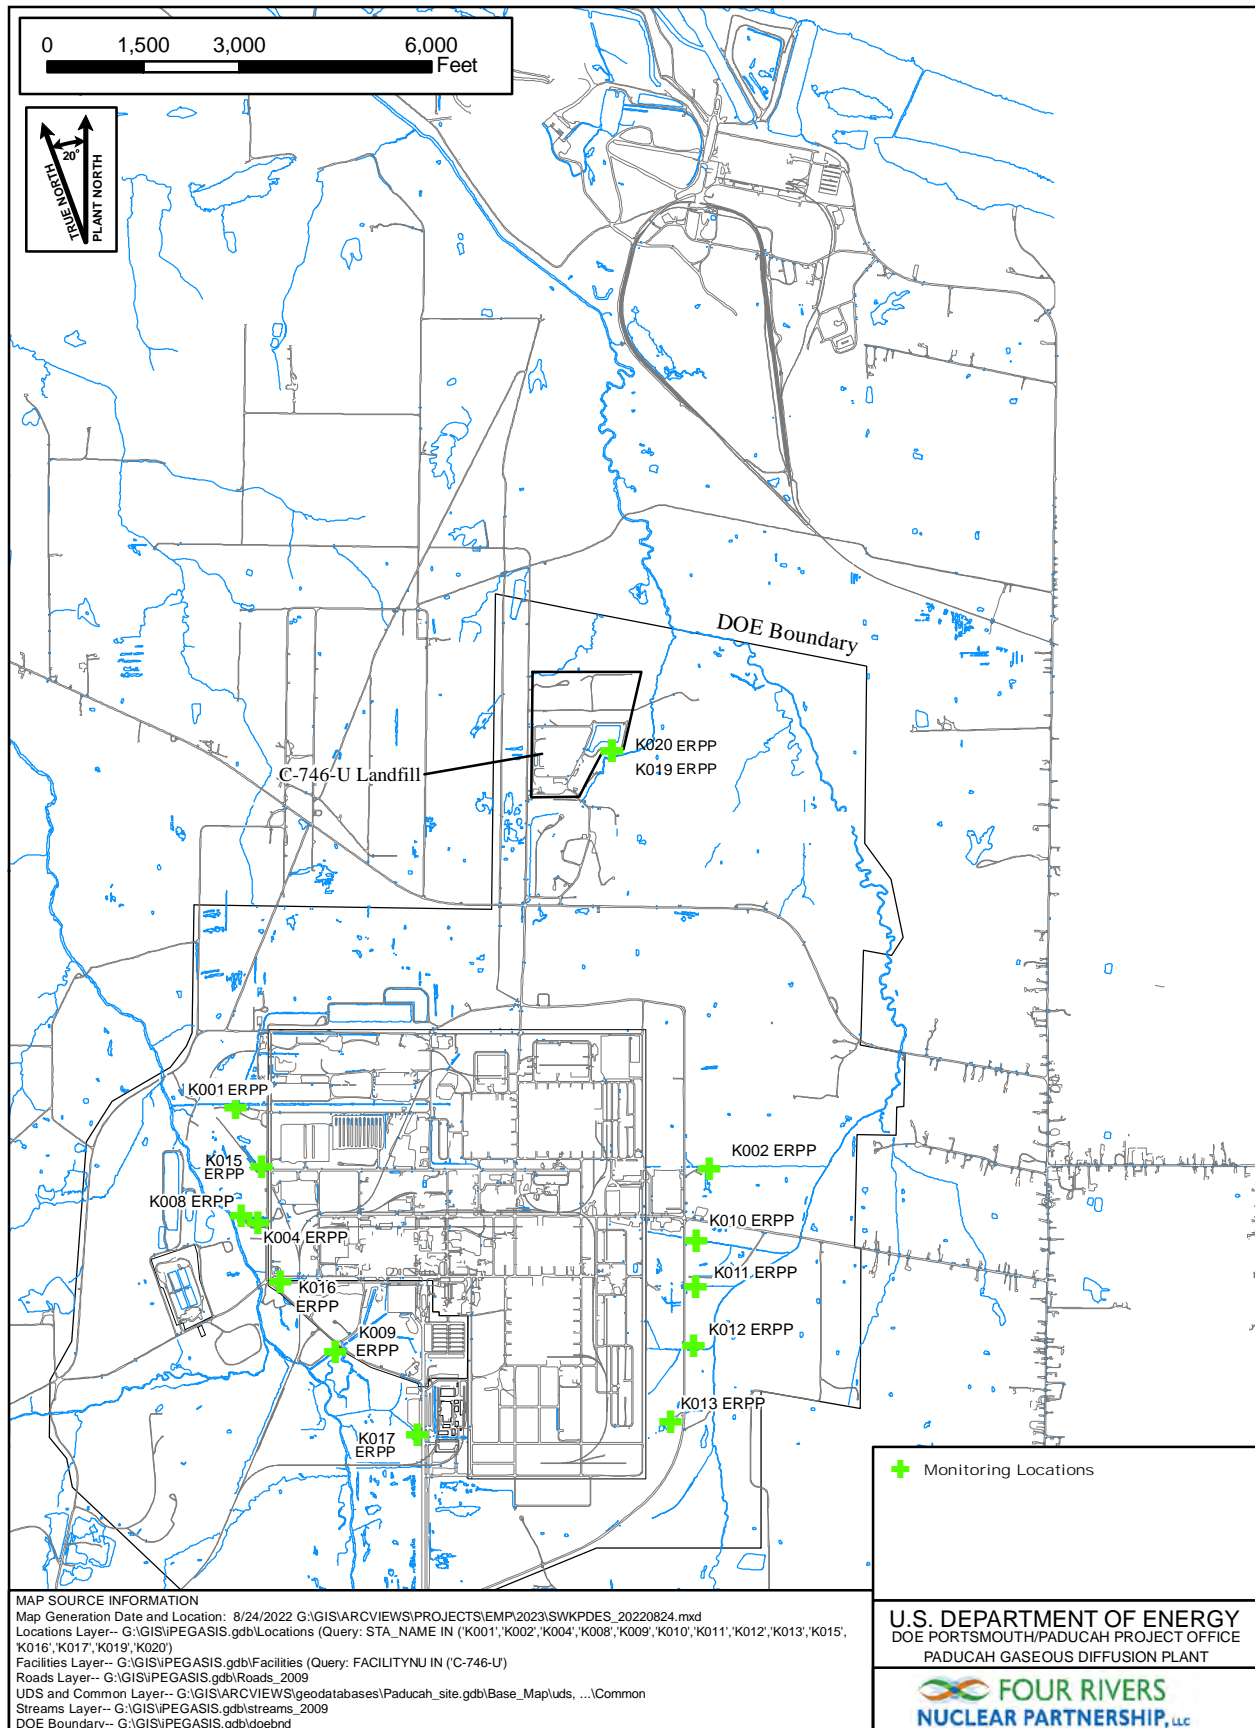 0 1,500 3,000 6,000
Feet
20°
TRUE NORTH
PLANT NORTH
DOE Boundary
K020 ERPP
K019 ERPP
C-746-U Landfill
K001 ERPP
K015
ERPP
K002 ERPP
K008 ERPP
K004 ERPP
K010 ERPP
K011 ERPP
K016
ERPP
K009
ERPP
K012 ERPP
K013 ERPP
K017
ERPP
Monitoring Locations
MAP SOURCE INFORMATION
Map Generation Date and Location: 8/24/2022 G:\GIS\ARCVIEWS\PROJECTS\EMP\2023\SWKPDES_20220824.mxd
Locations Layer-- G:\GIS\iPEGASIS.gdb\Locations (Query: STA_NAME IN ('K001','K002','K004','K008','K009','K010','K011','K012','K013','K015',
'K016','K017','K019','K020')
Facilities Layer-- G:\GIS\iPEGASIS.gdb\Facilities (Query: FACILITYNU IN ('C-746-U')
Roads Layer-- G:\GIS\iPEGASIS.gdb\Roads_2009
UDS and Common Layer-- G:\GIS\ARCVIEWS\geodatabases\Paducah_site.gdb\Base_Map\uds, ...\Common
Streams Layer-- G:\GIS\iPEGASIS.gdb\streams_2009
DOE Boundary-- G:\GIS\iPEGASIS.gdb\doebnd
U.S. DEPARTMENT OF ENERGY
DOE PORTSMOUTH/PADUCAH PROJECT OFFICE
PADUCAH GASEOUS DIFFUSION PLANT
FOUR RIVERS
NUCLEAR PARTNERSHIP, LLC